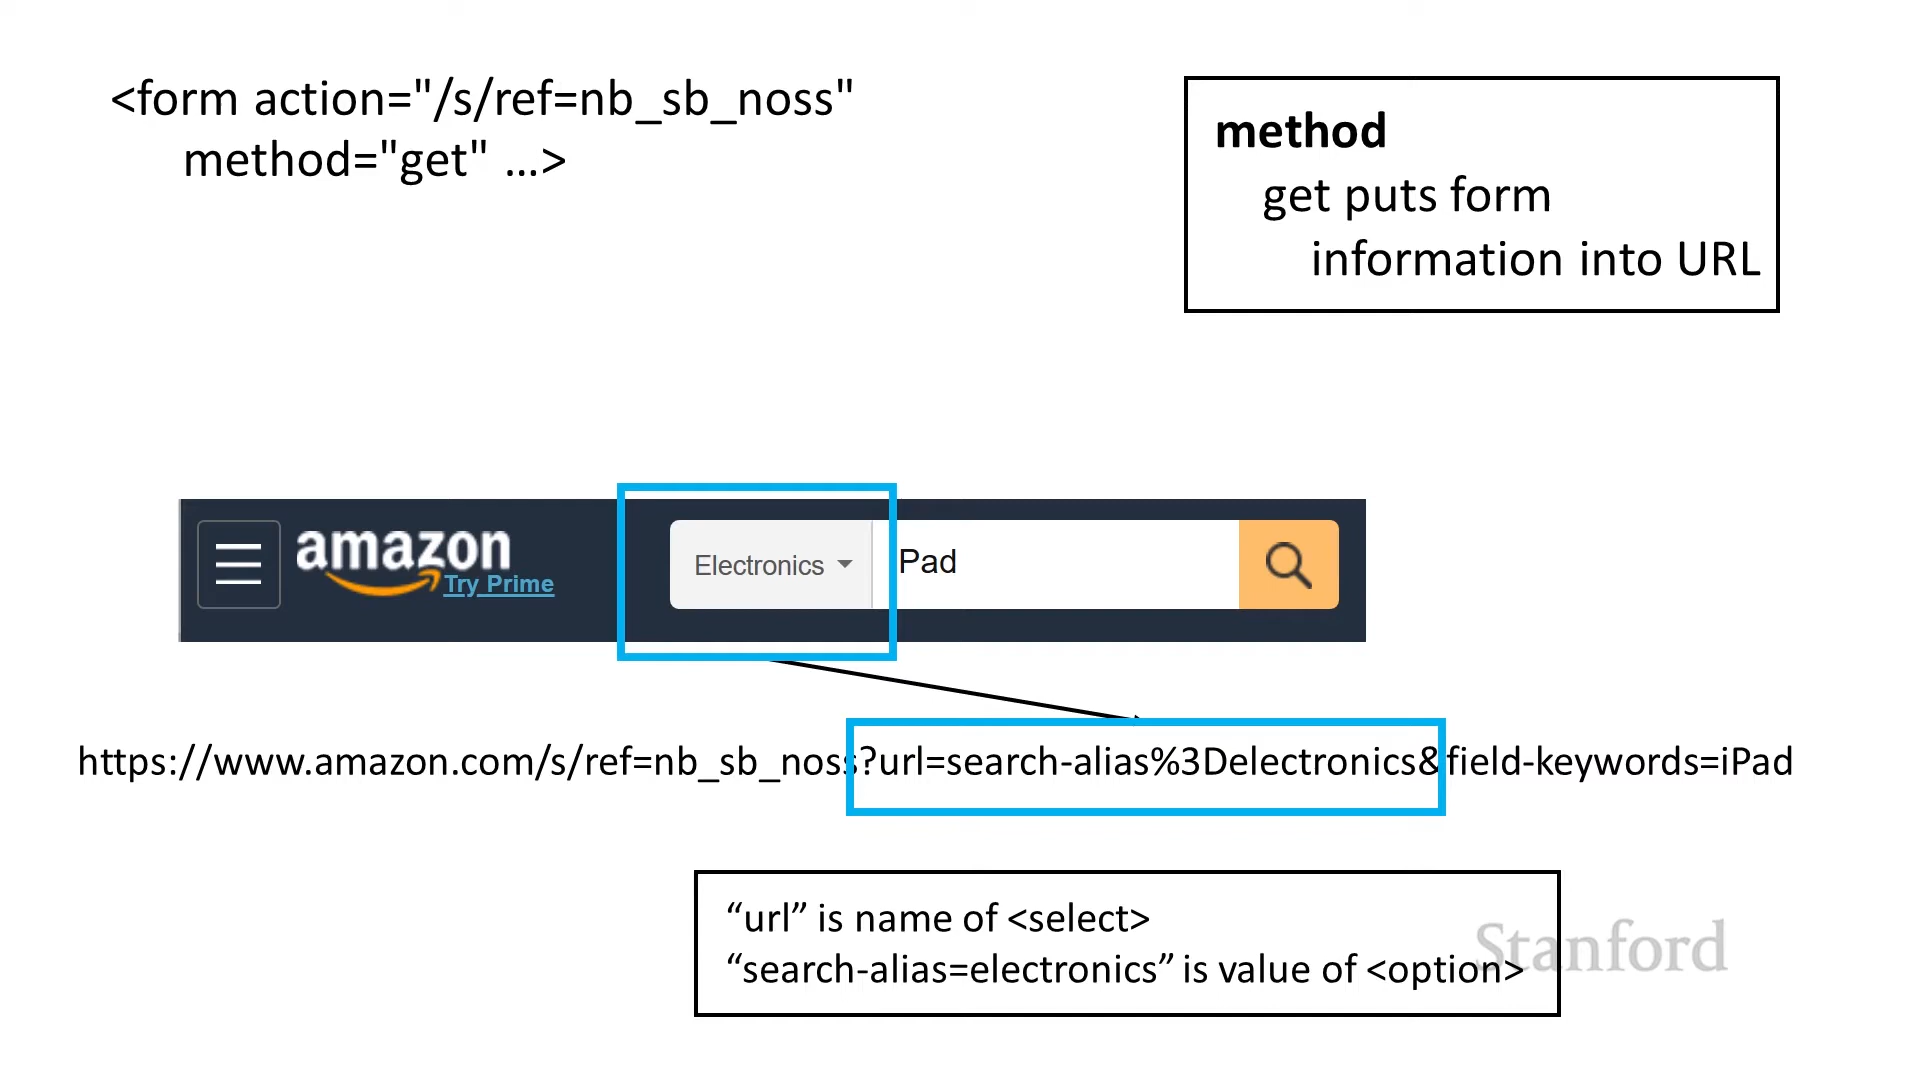 <form action="/s/ref=nb_sb_noss"
method="get" ...>
method
get puts form
information into URL
amazon
Try Prime
Electronics
Pad
https://www.amazon.com/s/ref=nb_sb_noss?url=search-alias%3Delectronics&field-keywords=iPad
“url” is name of <select>
“search-alias=electronics” is value of <option>
Stanford